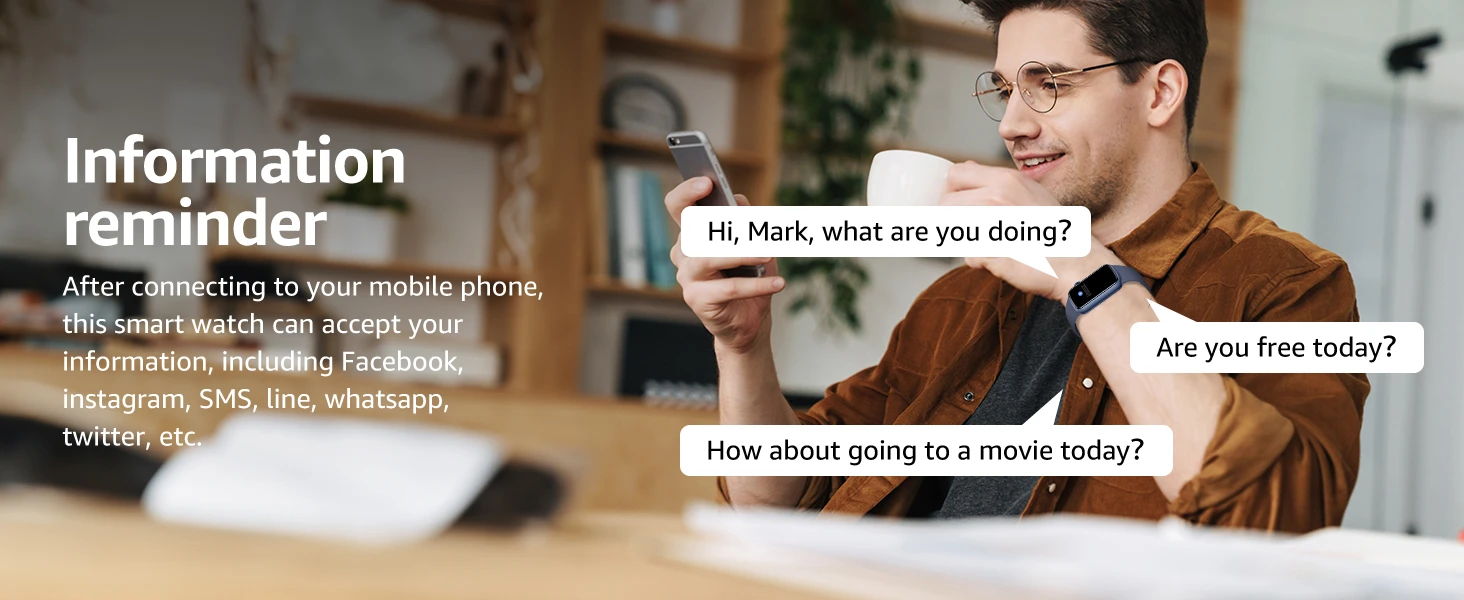 Information
reminder
After connecting to your mobile phone,
this smart watch can accept your
information, including Facebook,
instagram, SMS, line, whatsapp,
twitter, etc.
Hi, Mark, what are you doing?
Are you free today?
How about going to a movie today?